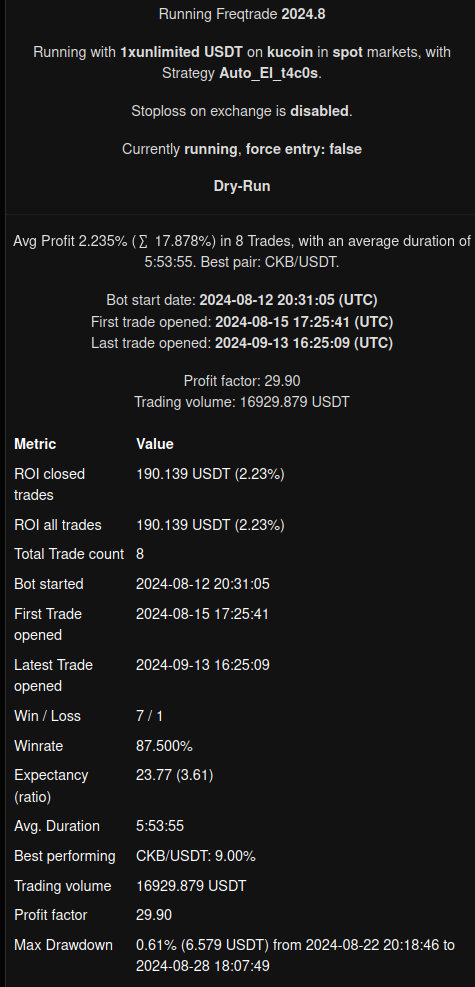 Running Freqtrade 2024.8
Running with 1xunlimited USDT on kucoin in spot markets, with
Strategy Auto_EI_t4c0s.
Stoploss on exchange is disabled.
Currently running, force entry: false
Dry-Run
Avg Profit 2.235% (∑ 17.878%) in 8 Trades, with an average duration of
5:53:55. Best pair: CKB/USDT.
Bot start date: 2024-08-12 20:31:05 (UTC)
First trade opened: 2024-08-15 17:25:41 (UTC)
Last trade opened: 2024-09-13 16:25:09 (UTC)
Profit factor: 29.90
Trading volume: 16929.879 USDT
Metric Value
ROI closed 190.139 USDT (2.23%)
trades
ROI all trades 190.139 USDT (2.23%)
Total Trade count 8
Bot started 2024-08-12 20:31:05
First Trade 2024-08-15 17:25:41
opened
Latest Trade 2024-09-13 16:25:09
opened
Win / Loss 7 / 1
Winrate 87.500%
Expectancy 23.77 (3.61)
(ratio)
Avg. Duration 5:53:55
Best performing CKB/USDT: 9.00%
Trading volume 16929.879 USDT
Profit factor 29.90
Max Drawdown 0.61% (6.579 USDT) from 2024-08-22 20:18:46 to
2024-08-28 18:07:49